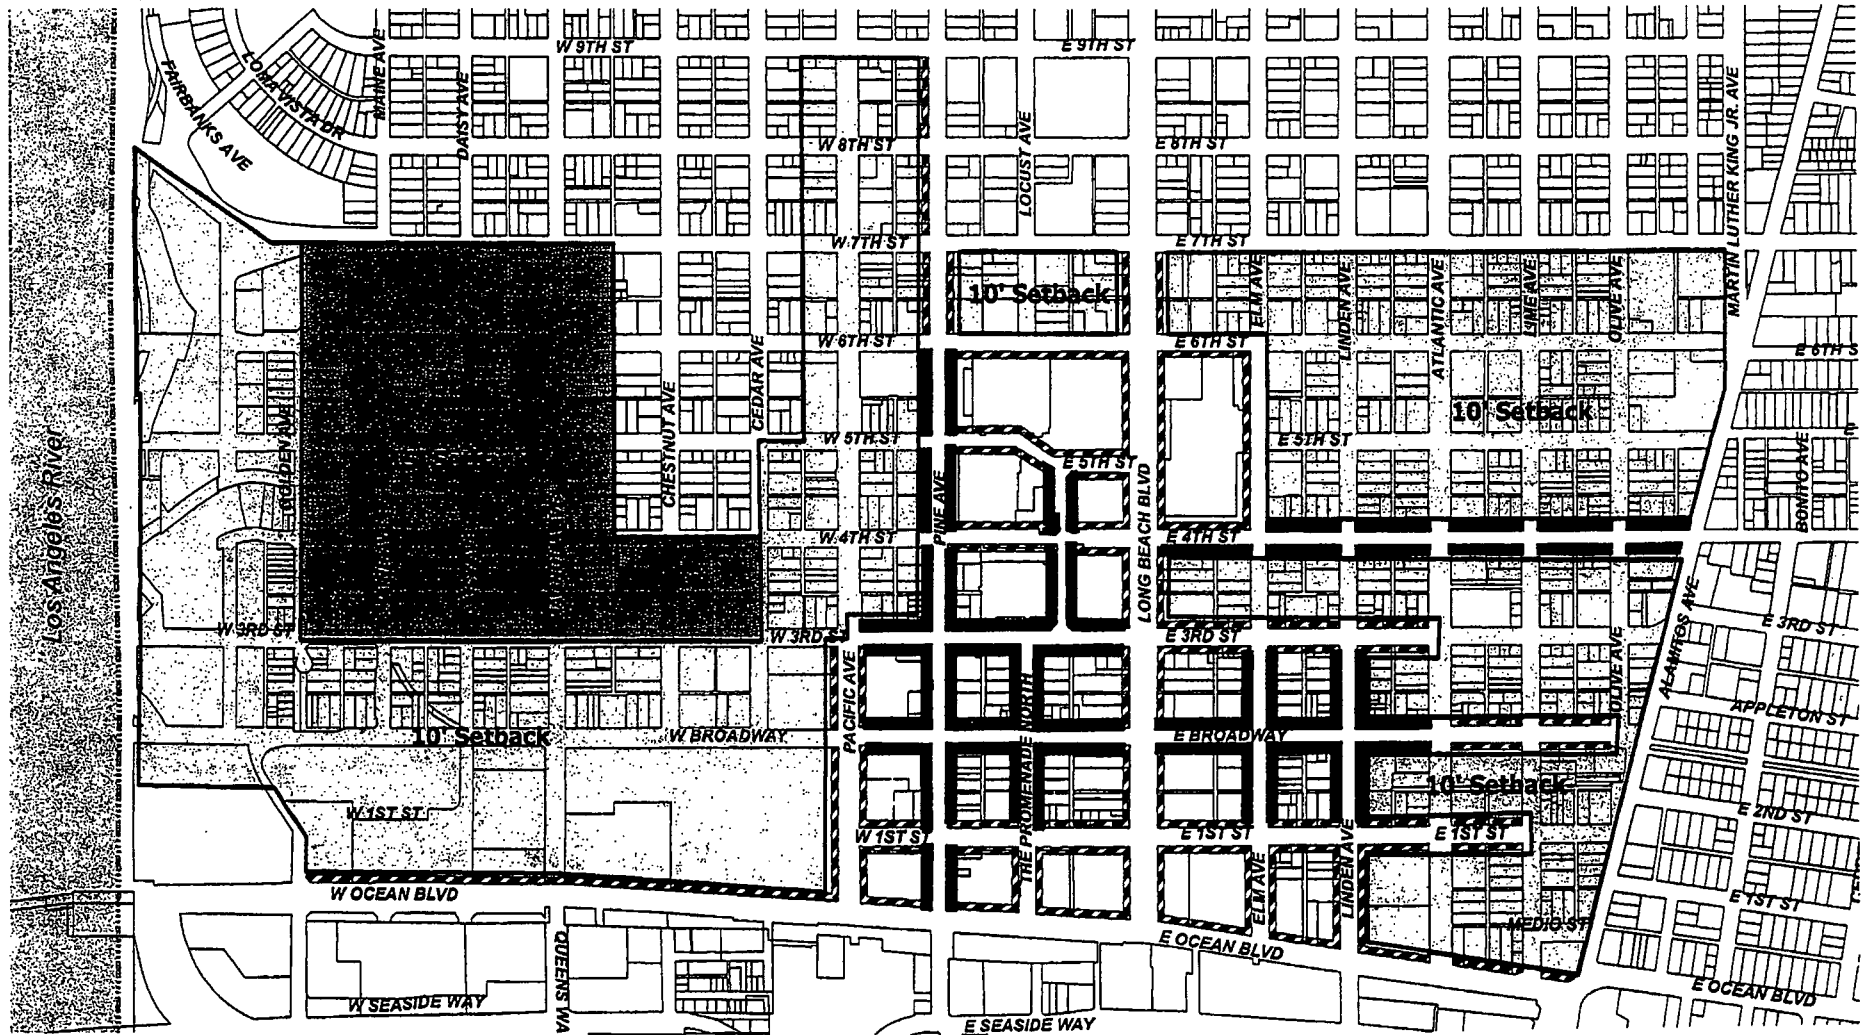 W 9TH ST
E 9TH ST
MAINE AVE
LOMA VISTA DR
FAIRBANKS AVE
DAISY AVE
W 8TH ST
LOCUST AVE
E 8TH ST
MARTIN LUTHER KING JR. AVE
W 7TH ST
E 7TH ST
10' Setback
ELM AVE
LINDEN AVE
ATLANTIC AVE
LIME AVE
OLIVE AVE
W 6TH ST
E 6TH ST
E 6TH S
CEDAR AVE
CHESTNUT AVE
GOLDEN AVE
10' Setback
W 5TH ST
E 5TH ST
E 5TH ST
PINE AVE
LONG BEACH BLVD
BONITO AVE
Los Angeles River
W 4TH ST
E 4TH ST
W 3RD ST
W 3RD ST
E 3RD ST
E 3RD ST
ALAMITOS AVE
OLIVE AVE
PACIFIC AVE
THE PROMENADE NORTH
10' Setback
W BROADWAY
E BROADWAY
APPLETON ST
10' Setback
W 1ST ST
W 1ST ST
E 1ST ST
E 1ST ST
E 2ND ST
ELM AVE
LINDEN AVE
W OCEAN BLVD
E 1ST ST
MEDIO ST
E OCEAN BLVD
QUEENS WA
W SEASIDE WAY
E SEASIDE WAY
E OCEAN BLVD